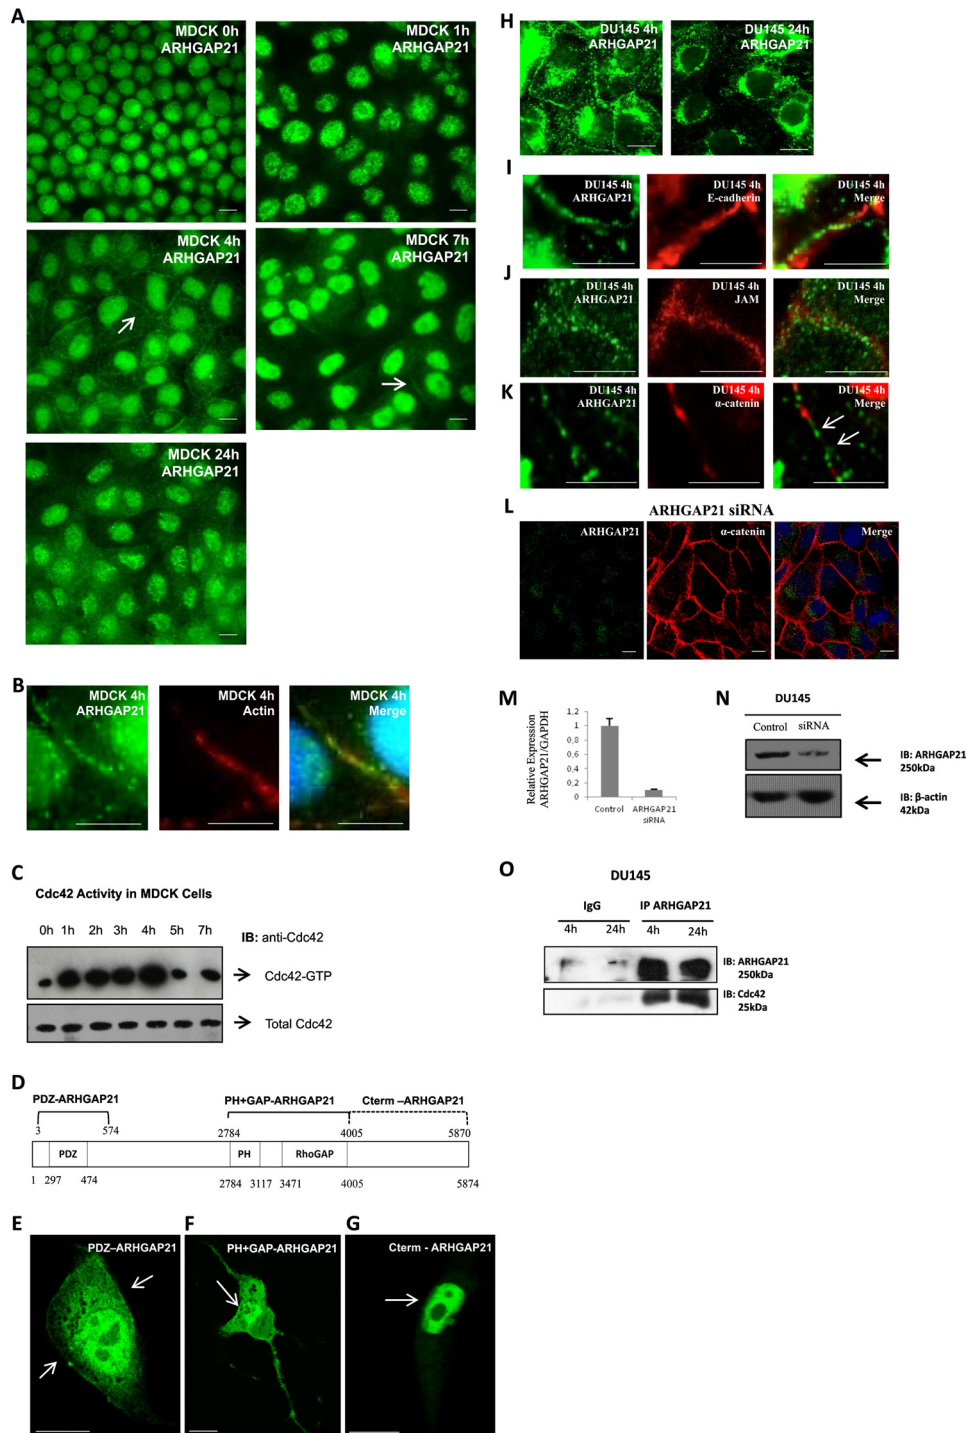 A
MDCK 0h
ARHGAP21
MDCK 1h
ARHGAP21
MDCK 4h
ARHGAP21
MDCK 7h
ARHGAP21
MDCK 24h
ARHGAP21
B
MDCK 4h
ARHGAP21
MDCK 4h
Actin
MDCK 4h
Merge
C
Cdc42 Activity in MDCK Cells
0h 1h 2h 3h 4h 5h 7h
IB: anti-Cdc42
Cdc42-GTP
Total Cdc42
D
PDZ-ARHGAP21
PH+GAP-ARHGAP21
Cterm –ARHGAP21
3 574 2784 4005 5870
PDZ PH RhoGAP
1 297 474 2784 3117 3471 4005 5874
E
PDZ–ARHGAP21
F
PH+GAP-ARHGAP21
G
Cterm - ARHGAP21
H
DU145 4h
ARHGAP21
DU145 24h
ARHGAP21
I
DU145 4h
ARHGAP21
DU145 4h
E-cadherin
DU145 4h
Merge
J
DU145 4h
ARHGAP21
DU145 4h
JAM
DU145 4h
Merge
K
DU145 4h
ARHGAP21
DU145 4h
α-catenin
DU145 4h
Merge
L
ARHGAP21 siRNA
ARHGAP21
α-catenin
Merge
M
Relative Expression
ARHGAP21/GAPDH
1,2
1
0,8
0,6
0,4
0,2
0
Control
ARHGAP21
siRNA
N
DU145
Control siRNA
IB: ARHGAP21
250kDa
IB: β-actin
42kDa
O
DU145
IgG IP ARHGAP21
4h 24h 4h 24h
IB: ARHGAP21
250kDa
IB: Cdc42
25kDa